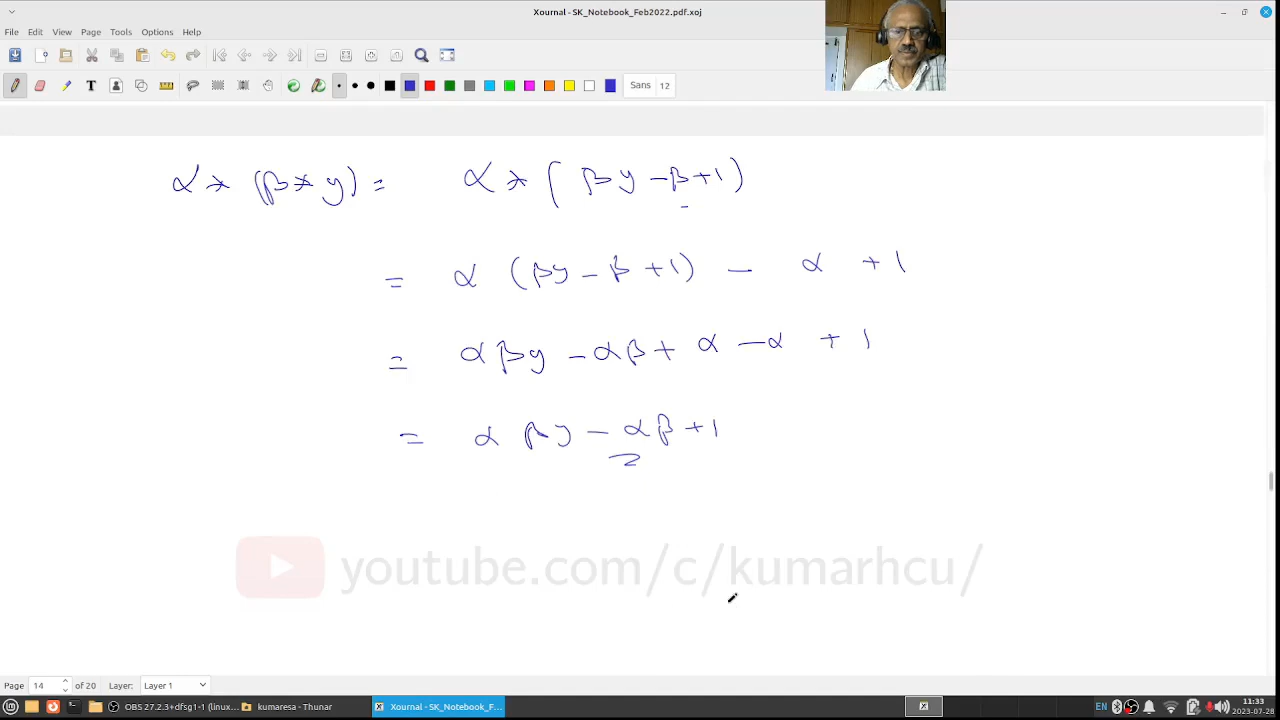 Xournal - SK_Notebook_Feb2022.pdf.xoj
File Edit View Page Tools Options Help
T
Sans 12
α * (β * y) = α * (βy - β + 1)
= α (βy - β + 1) - α + 1
= αβy - αβ + α - α + 1
= αβy - αβ + 1
youtube.com/c/kumarhcu/
Page 14 of 20 Layer: Layer 1
OBS 27.2.3+dfsg1-1 (linux... kumaresa - Thunar Xournal - SK_Notebook_F... EN 11:33
2023-07-28